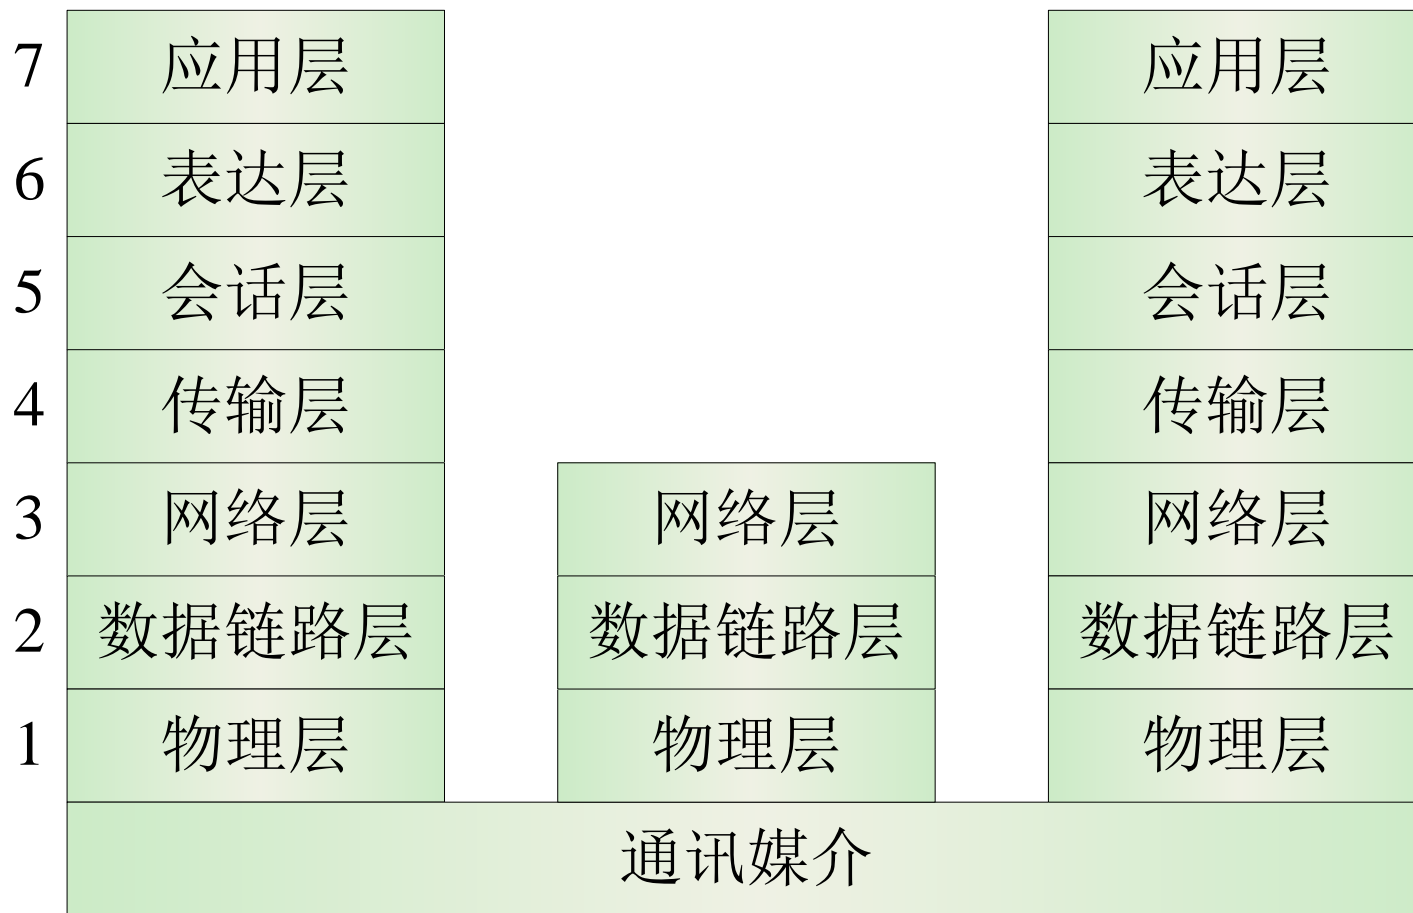 7 应用层 应用层
6 表达层 表达层
5 会话层 会话层
4 传输层 传输层
3 网络层 网络层 网络层
2 数据链路层 数据链路层 数据链路层
1 物理层 物理层 物理层
通讯媒介